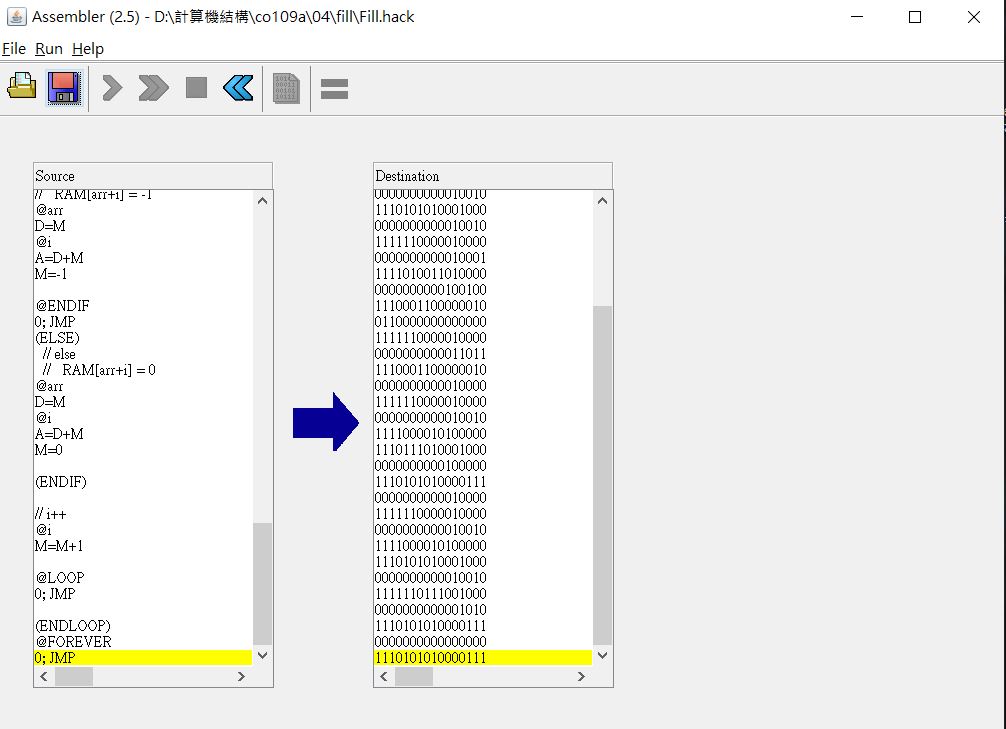 Assembler (2.5) - D:\計算機結構\co109a\04\fill\Fill.hack
File Run Help
Source
// RAM[arr+i] = -1
@arr
D=M
@i
A=D+M
M=-1
@ENDIF
0; JMP
(ELSE)
// else
// RAM[arr+i] = 0
@arr
D=M
@i
A=D+M
M=0
(ENDIF)
// i++
@i
M=M+1
@LOOP
0; JMP
(ENDLOOP)
@FOREVER
0; JMP
Destination
0000000000010010
1110101010001000
0000000000010010
1111110000010000
0000000000010001
1111010011010000
0000000000100100
1110001100000010
0110000000000000
1111110000010000
0000000000011011
1110001100000010
0000000000010000
1111110000010000
0000000000010010
1111000010100000
1110111010001000
0000000000100000
1110101010000111
0000000000010000
1111110000010000
0000000000010010
1111000010100000
1110101010001000
0000000000010010
1111110111001000
0000000000001010
1110101010000111
0000000000000000
1110101010000111